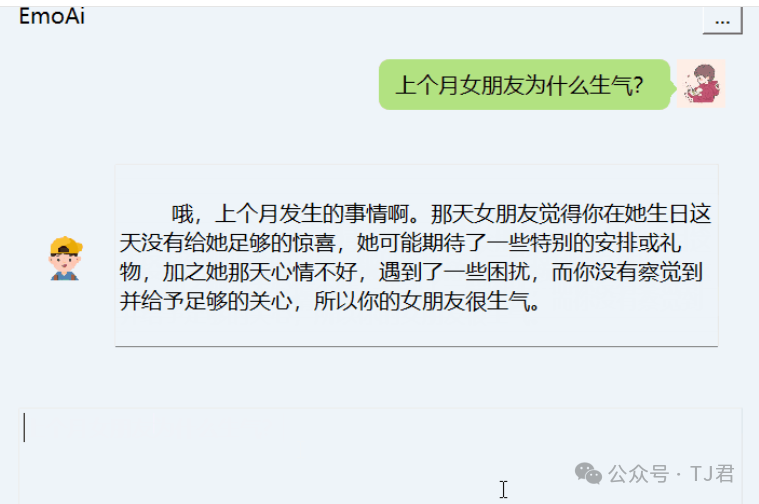 EmoAi
...
上个月女朋友为什么生气?
哦，上个月发生的事情啊。那天女朋友觉得你在她生日这
天没有给她足够的惊喜，她可能期待了一些特别的安排或礼
物，加之她那天心情不好，遇到了一些困扰，而你没有察觉到
并给予足够的关心，所以你的女朋友很生气。
公众号 · TJ君